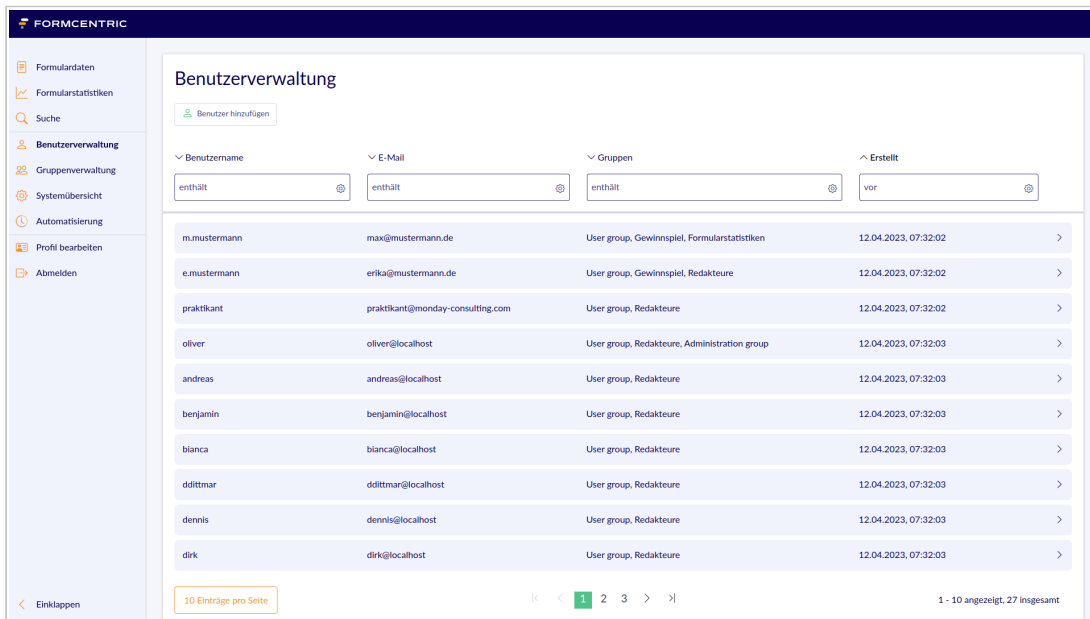 FORMCENTRIC
Formulardaten
Formularstatistiken
Suche
Benutzerverwaltung
Gruppenverwaltung
Systemübersicht
Automatisierung
Profil bearbeiten
Abmelden
Einklappen
Benutzerverwaltung
Benutzer hinzufügen
Benutzername E-Mail Gruppen Erstellt
enthält enthält enthält vor
m.mustermann max@mustermann.de User group, Gewinnspiel, Formularstatistiken 12.04.2023, 07:32:02
e.mustermann erika@mustermann.de User group, Gewinnspiel, Redakteure 12.04.2023, 07:32:02
praktikant praktikant@monday-consulting.com User group, Redakteure 12.04.2023, 07:32:02
oliver oliver@localhost User group, Redakteure, Administration group 12.04.2023, 07:32:03
andreas andreas@localhost User group, Redakteure 12.04.2023, 07:32:03
benjamin benjamin@localhost User group, Redakteure 12.04.2023, 07:32:03
bianca bianca@localhost User group, Redakteure 12.04.2023, 07:32:03
ddittmar ddittmar@localhost User group, Redakteure 12.04.2023, 07:32:03
dennis dennis@localhost User group, Redakteure 12.04.2023, 07:32:03
dirk dirk@localhost User group, Redakteure 12.04.2023, 07:32:03
10 Einträge pro Seite 1 2 3 1 - 10 angezeigt, 27 insgesamt